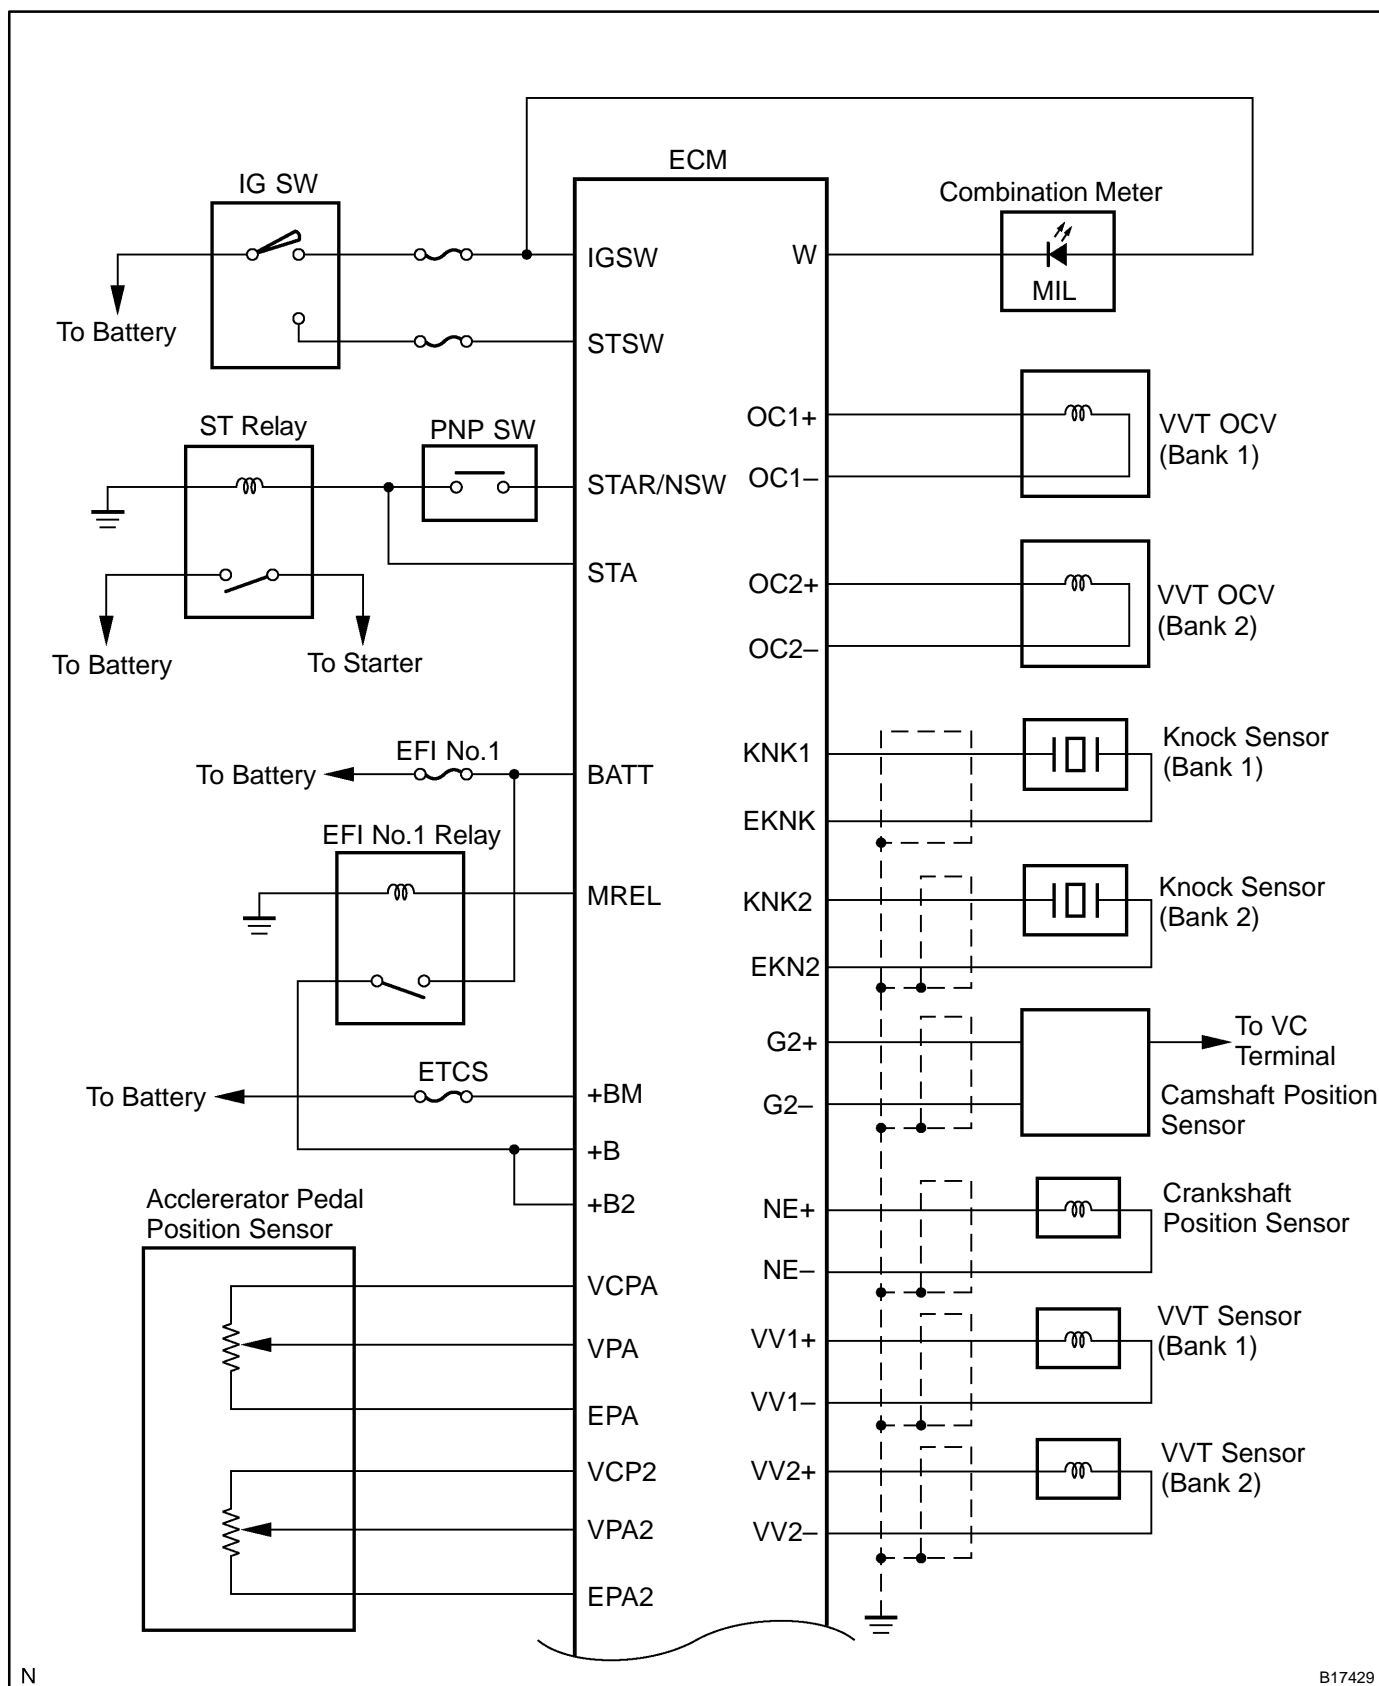 ECM
IG SW
Combination Meter
IGSW
W
MIL
To Battery
STSW
OC1+
VVT OCV
(Bank 1)
ST Relay
PNP SW
OC1–
STAR/NSW
STA
OC2+
VVT OCV
(Bank 2)
OC2–
To Battery
To Starter
KNK1
Knock Sensor
(Bank 1)
EFI No.1
To Battery
BATT
EKNK
EFI No.1 Relay
MREL
KNK2
Knock Sensor
(Bank 2)
EKN2
G2+
To VC
Terminal
ETCS
To Battery
+BM
G2–
Camshaft Position
Sensor
+B
+B2
Acclererator Pedal
Position Sensor
NE+
Crankshaft
Position Sensor
NE–
VCPA
VV1+
VVT Sensor
(Bank 1)
VPA
VV1–
EPA
VCP2
VV2+
VVT Sensor
(Bank 2)
VPA2
VV2–
EPA2
N
B17429